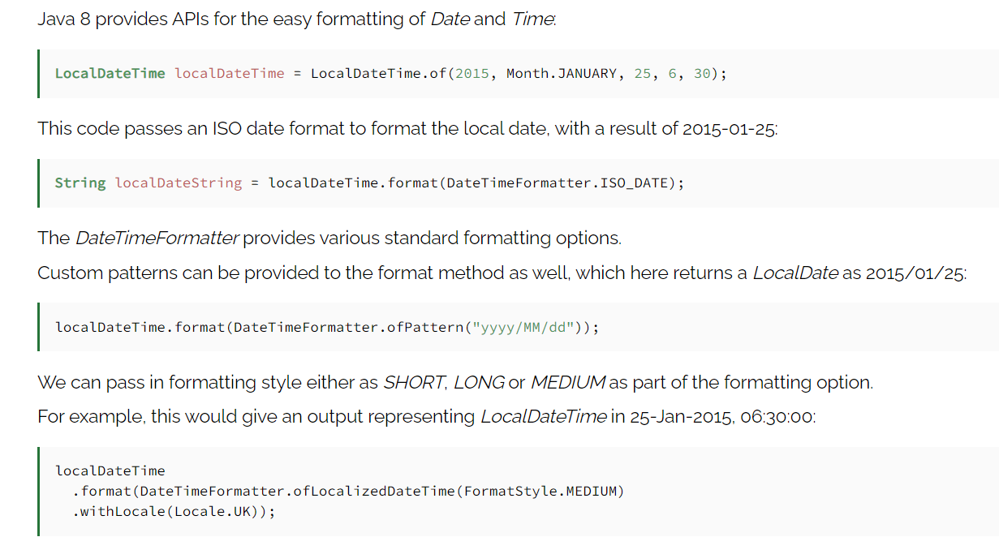 Java 8 provides APIs for the easy formatting of Date and Time:
LocalDateTime localDateTime = LocalDateTime.of(2015, Month.JANUARY, 25, 6, 30);
This code passes an ISO date format to format the local date, with a result of 2015-01-25:
String localDateString = localDateTime.format(DateTimeFormatter.ISO_DATE);
The DateTimeFormatter provides various standard formatting options.
Custom patterns can be provided to the format method as well, which here returns a LocalDate as 2015/01/25:
localDateTime.format(DateTimeFormatter.ofPattern("yyyy/MM/dd"));
We can pass in formatting style either as SHORT, LONG or MEDIUM as part of the formatting option.
For example, this would give an output representing LocalDateTime in 25-Jan-2015, 06:30:00:
localDateTime
  .format(DateTimeFormatter.ofLocalizedDateTime(FormatStyle.MEDIUM)
  .withLocale(Locale.UK));